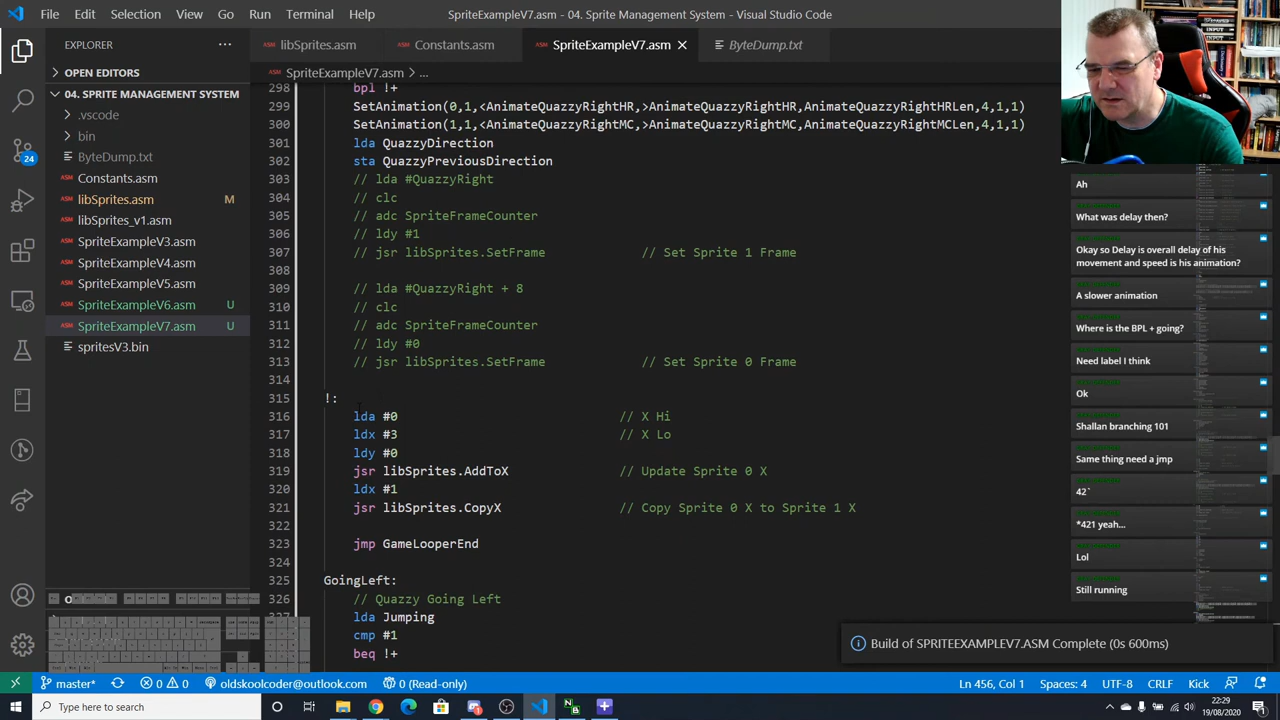 File Edit Selection View Go Run Terminal Help
SpriteExampleV7.asm - 04. Sprite Management System - Visual Studio Code
EXPLORER
OPEN EDITORS
04. SPRITE MANAGEMENT SYSTEM
.vscode
bin
ByteDump.txt
Constants.asm
libSprites.asm M
libSprites_v1.asm
SpriteExampleV3.asm
SpriteExampleV4.asm
SpriteExampleV5.asm
SpriteExampleV6.asm U
SpriteExampleV7.asm U
spritesV3.bin
24
ASM libSprites.asm ASM Constants.asm ASM SpriteExampleV7.asm
ASM SpriteExampleV7.asm > ...
298 bpl !+
299 SetAnimation(0,1,<AnimateQuazzyRightHR,>AnimateQuazzyRightHR,AnimateQuazzyRightHRLen,4,1,1)
300 SetAnimation(1,1,<AnimateQuazzyRightMC,>AnimateQuazzyRightMC,AnimateQuazzyRightMCLen,4,1,1)
301 lda QuazzyDirection
302 sta QuazzyPreviousDirection
303 // lda #QuazzyRight
304 // clc
305 // adc SpriteFrameCounter
306 // ldy #1
307 // jsr libSprites.SetFrame // Set Sprite 1 Frame
308
309 // lda #QuazzyRight + 8
310 // clc
311 // adc SpriteFrameCounter
312 // ldy #0
313 // jsr libSprites.SetFrame // Set Sprite 0 Frame
314
315 !:
316 lda #0 // X Hi
317 ldx #3 // X Lo
318 ldy #0
319 jsr libSprites.AddToX // Update Sprite 0 X
320 ldx #1
321 jsr libSprites.CopyX // Copy Sprite 0 X to Sprite 1 X
322
323 jmp GameLooperEnd
324
325 GoingLeft:
326 // Quazzy Going Left
lda Jumping
cmp #1
beq !+
Ah
What was delay then?
Okay so Delay is overall delay of his
movement and speed is his animation?
A slower animation
Where is the BPL + going?
Need label I think
Ok
Shallan branching 101
Same thing need a jmp
42`
*421 yeah...
Lol
Still running
Build of SPRITEEXAMPLEV7.ASM Complete (0s 600ms)
master* 0 0 oldskoolcoder@outlook.com 0 (Read-only)
Ln 456, Col 1 Spaces: 4 UTF-8 CRLF Kick
Type here to search
22:29
19/08/2020